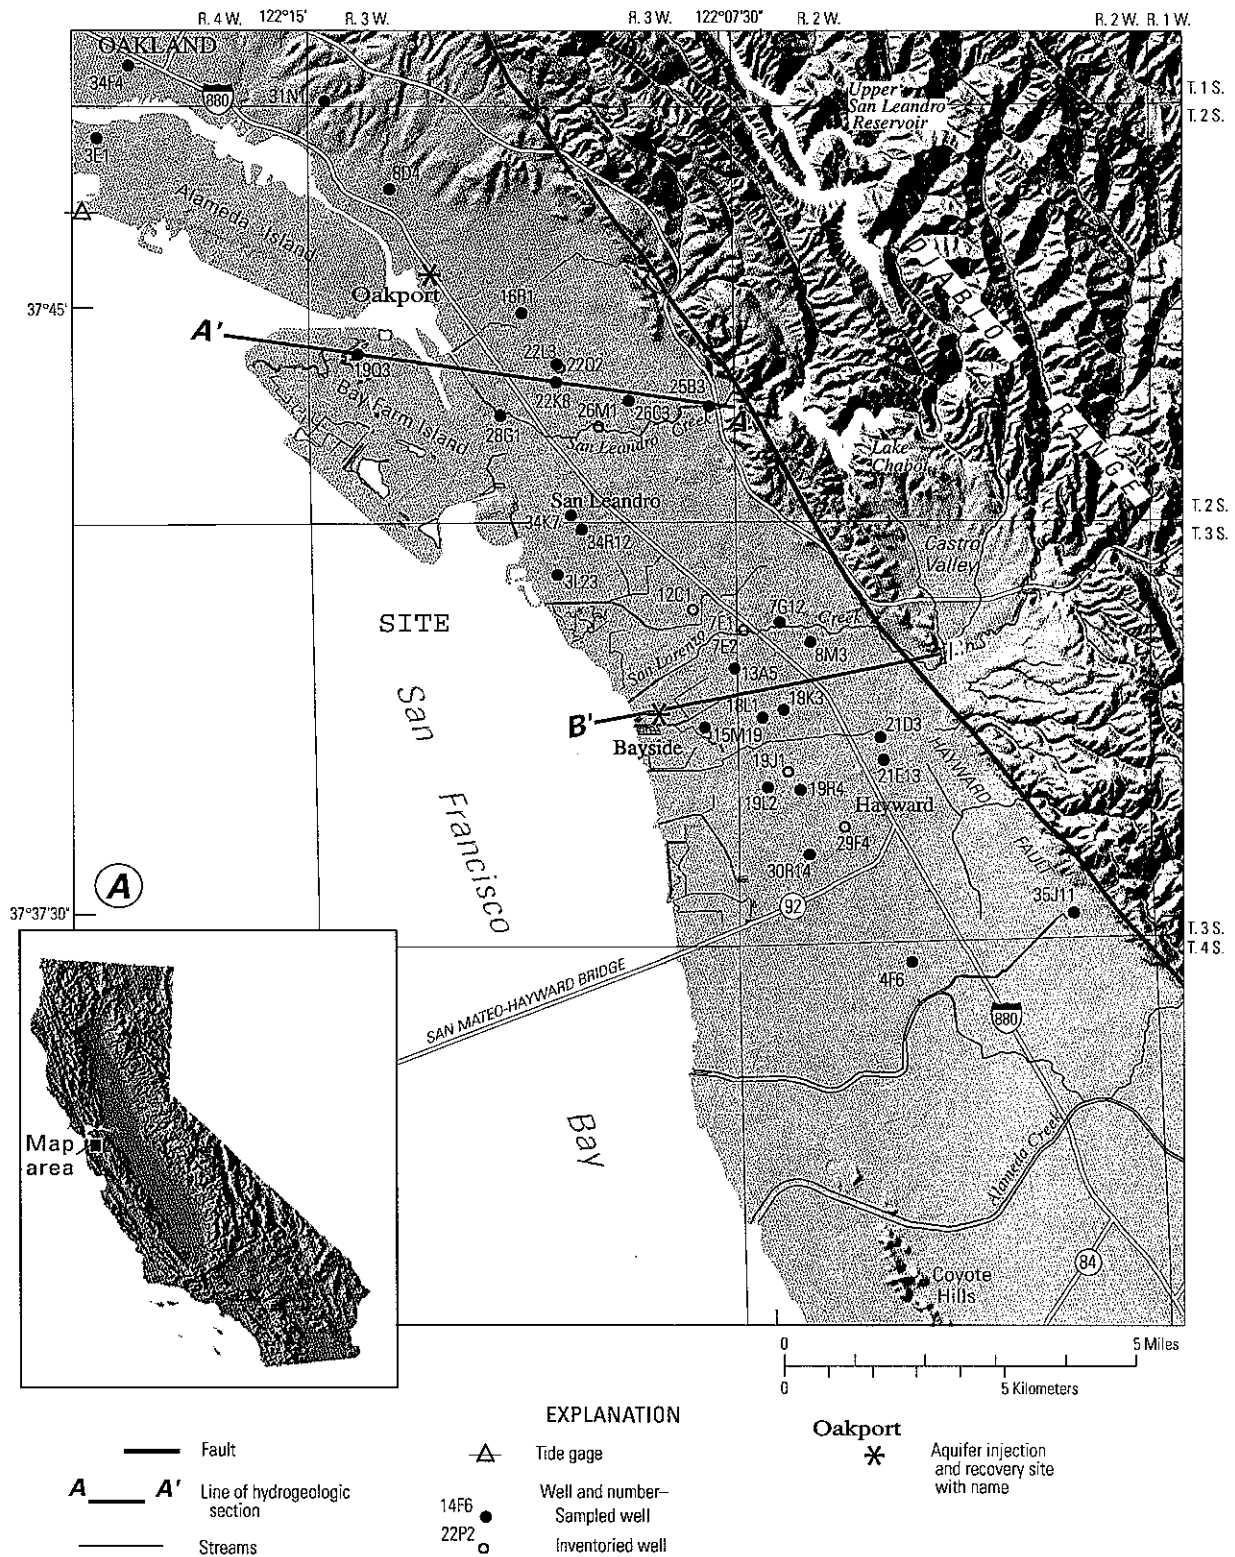 R. 4 W. 122°15' R. 3 W. R. 3 W. 122°07'30" R. 2 W. R. 2 W. R. 1 W.
OAKLAND
34F4
880
31N1
Upper
San Leandro
Reservoir
T. 1 S.
T. 2 S.
3E1
8D4
Alameda Island
DIABLO
RANGE
Oakport
37°45'
16R1
A'
19Q3
22L3
22Q2
22K8
25B3
26M1
26C3
A
Bay Farm Island
28G1
San Leandro Creek
Lake
Chabot
San Leandro
34K7
34R12
T. 2 S.
T. 3 S.
Castro
Valley
3L23
12C1
7G12
SITE
7E1
Creek
San Lorenzo
7E2
8M3
13A5
B
18K3
18L1
B'
15M19
21D3
Bayside
HAYWARD
FAULT
19J1
21E13
19L2
19R4
Hayward
29F4
30R14
San
Francisco
Bay
A
35J11
37°37'30"
92
T. 3 S.
T. 4 S.
4F6
SAN MATEO-HAYWARD BRIDGE
880
Map
area
Alameda Creek
84
Coyote
Hills
0 5 Miles
0 5 Kilometers
EXPLANATION
Fault
A A' Line of hydrogeologic
section
Streams
Tide gage
Well and number–
14F6 Sampled well
22P2 Inventoried well
Oakport
Aquifer injection
and recovery site
with name